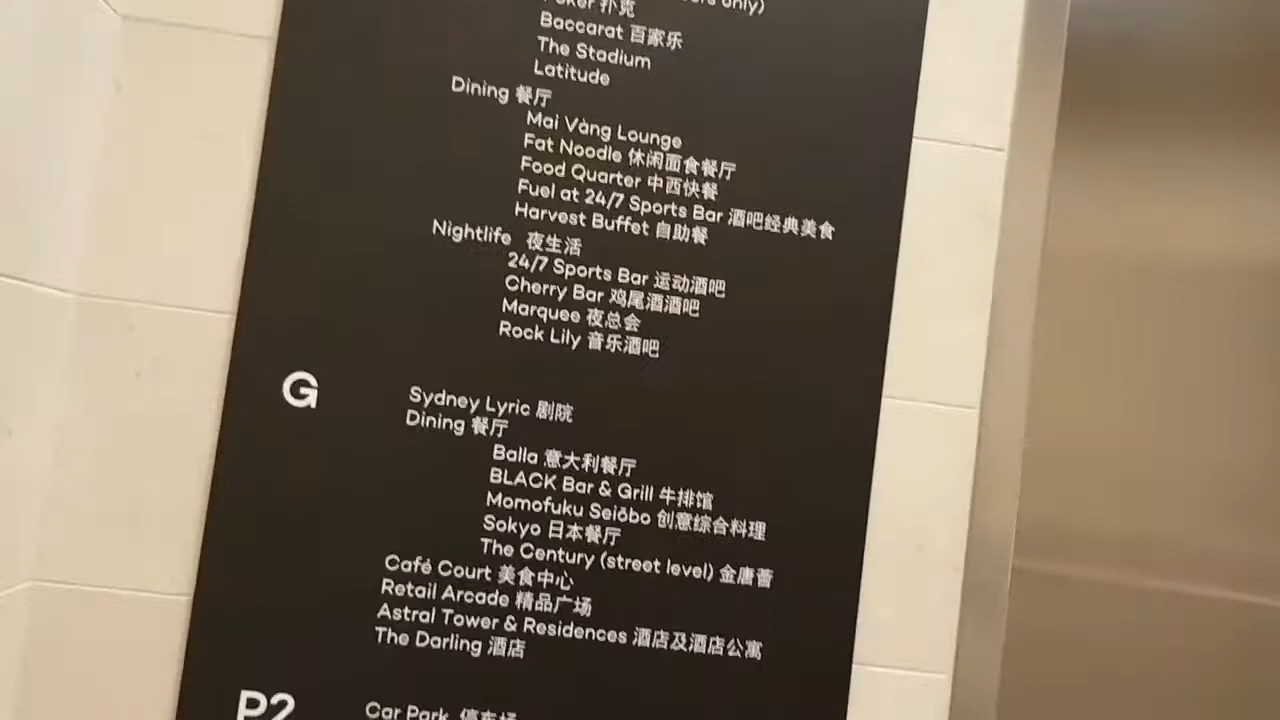 only)
Poker 扑克
Baccarat 百家乐
The Stadium
Latitude
Dining 餐厅
Mai Vàng Lounge
Fat Noodle 休闲面食餐厅
Food Quarter 中西快餐
Fuel at 24/7 Sports Bar 酒吧经典美食
Harvest Buffet 自助餐
Nightlife 夜生活
24/7 Sports Bar 运动酒吧
Cherry Bar 鸡尾酒酒吧
Marquee 夜总会
Rock Lily 音乐酒吧
G
Sydney Lyric 剧院
Dining 餐厅
Balla 意大利餐厅
BLACK Bar & Grill 牛排馆
Momofuku Seiōbo 创意综合料理
Sokyo 日本餐厅
The Century (street level) 金唐蕾
Café Court 美食中心
Retail Arcade 精品广场
Astral Tower & Residences 酒店及酒店公寓
The Darling 酒店
P2
Car Park 停车场